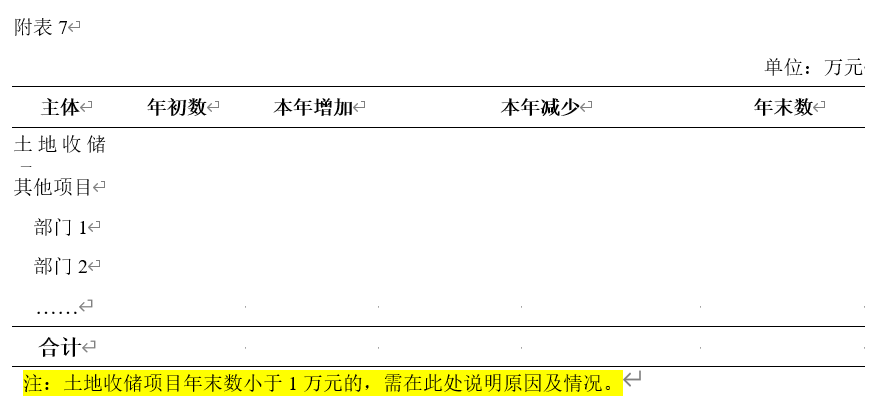 附表 7
单位：万元
主体 年初数 本年增加 本年减少 年末数
土地收储
其他项目
部门 1
部门 2
……
合计
注：土地收储项目年末数小于 1 万元的，需在此处说明原因及情况。